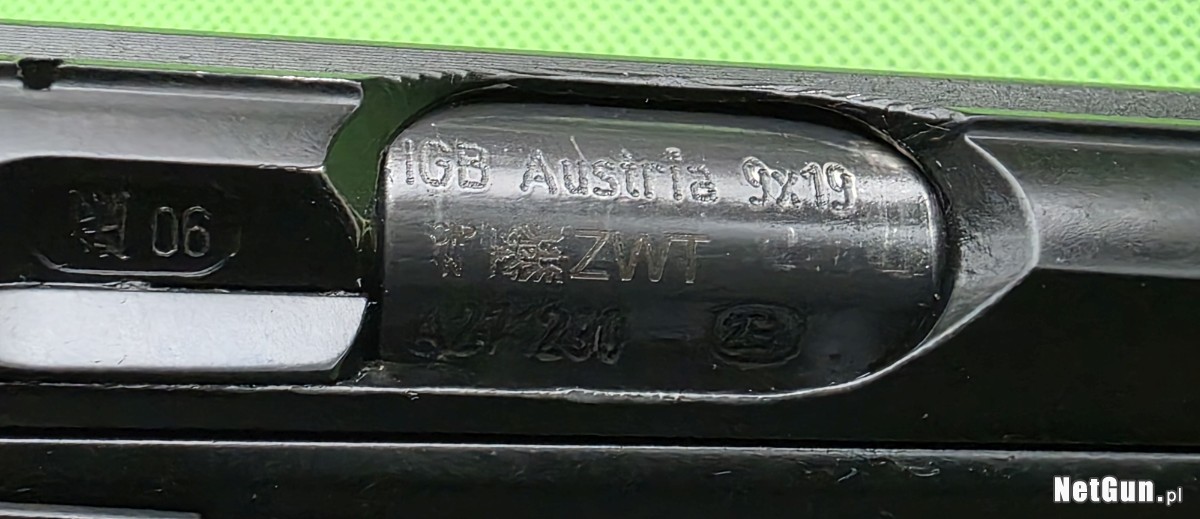 06
IGB Austria 9x19
ZWT
NetGun.pl